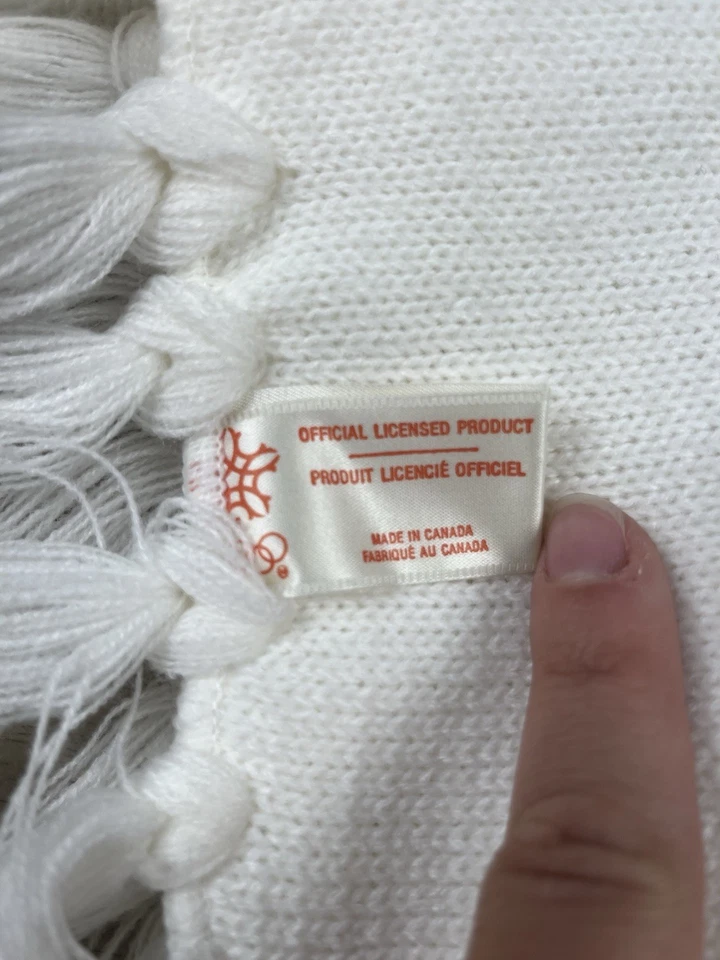 OFFICIAL LICENSED PRODUCT
PRODUIT LICENCIÉ OFFICIEL
MADE IN CANADA
FABRIQUÉ AU CANADA
®